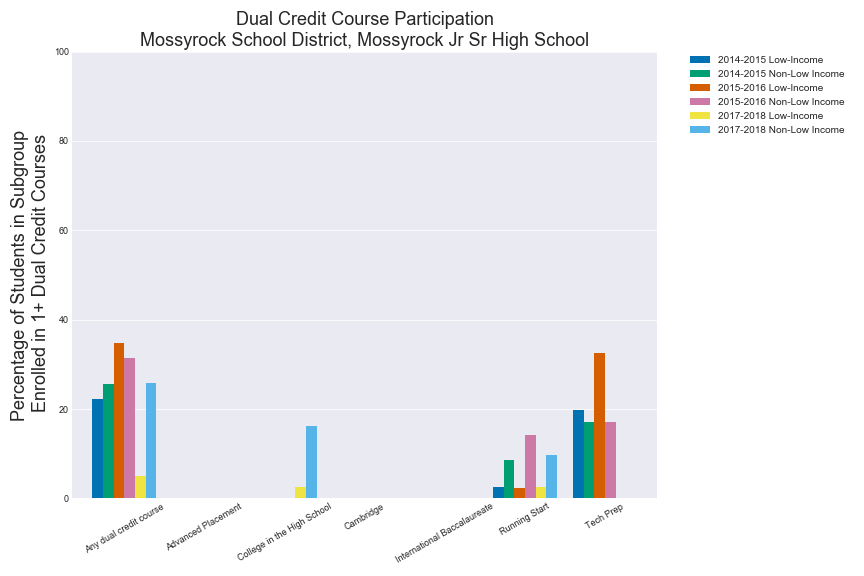 Dual Credit Course Participation
Mossyrock School District, Mossyrock Jr Sr High School
Percentage of Students in Subgroup
Enrolled in 1+ Dual Credit Courses
100
80
60
40
20
0
Any dual credit course
Advanced Placement
College in the High School
Cambridge
International Baccalaureate
Running Start
Tech Prep
2014-2015 Low-Income
2014-2015 Non-Low Income
2015-2016 Low-Income
2015-2016 Non-Low Income
2017-2018 Low-Income
2017-2018 Non-Low Income